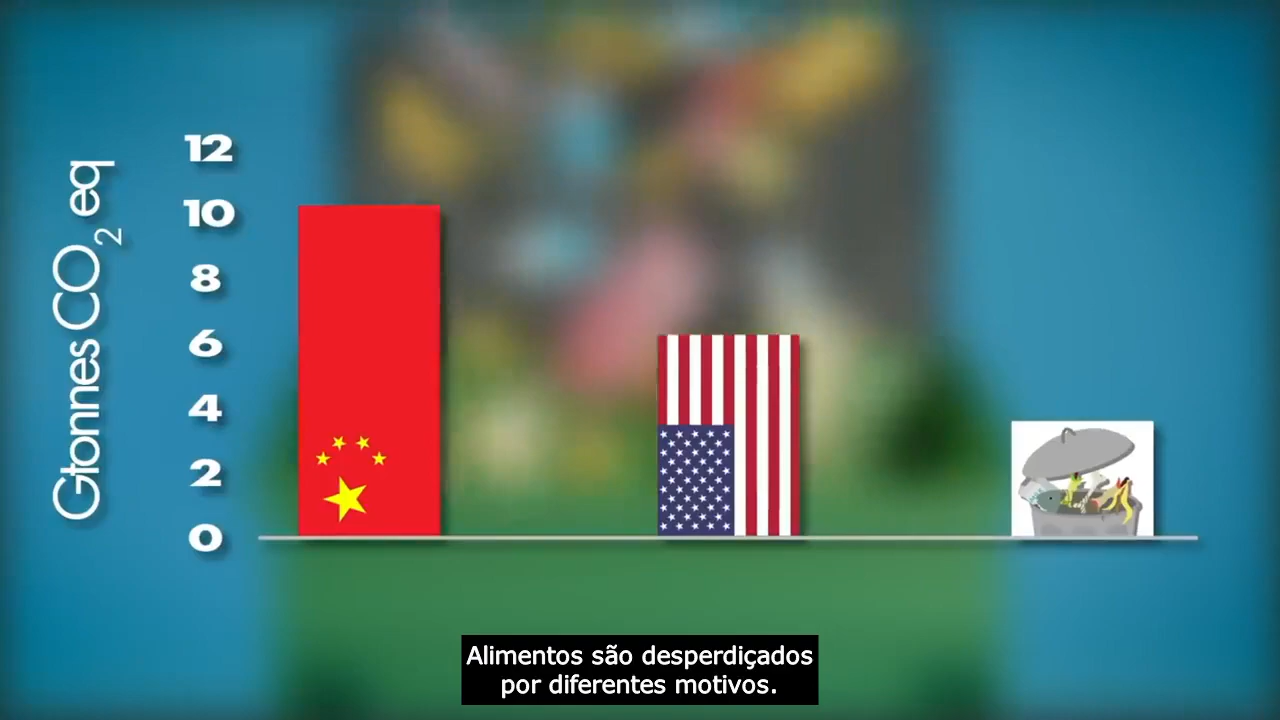 Gtonnes CO2 eq
12
10
8
6
4
2
0
Alimentos são desperdiçados
por diferentes motivos.